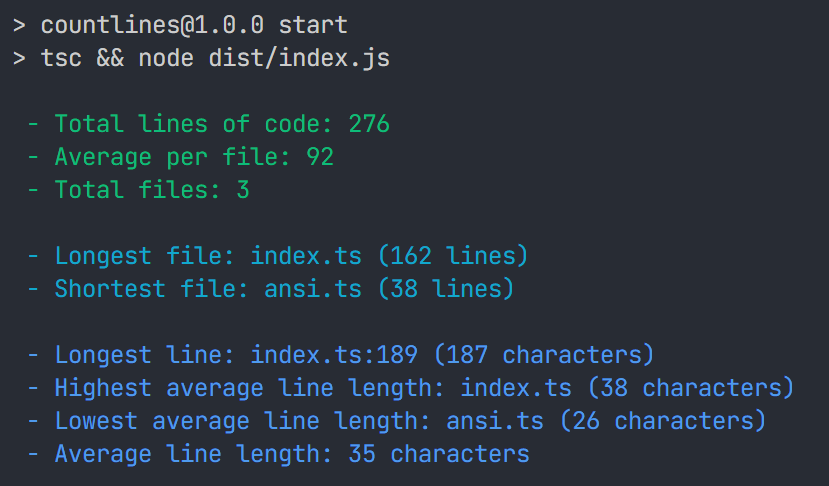 > countlines@1.0.0 start
> tsc && node dist/index.js
- Total lines of code: 276
- Average per file: 92
- Total files: 3
- Longest file: index.ts (162 lines)
- Shortest file: ansi.ts (38 lines)
- Longest line: index.ts:189 (187 characters)
- Highest average line length: index.ts (38 characters)
- Lowest average line length: ansi.ts (26 characters)
- Average line length: 35 characters